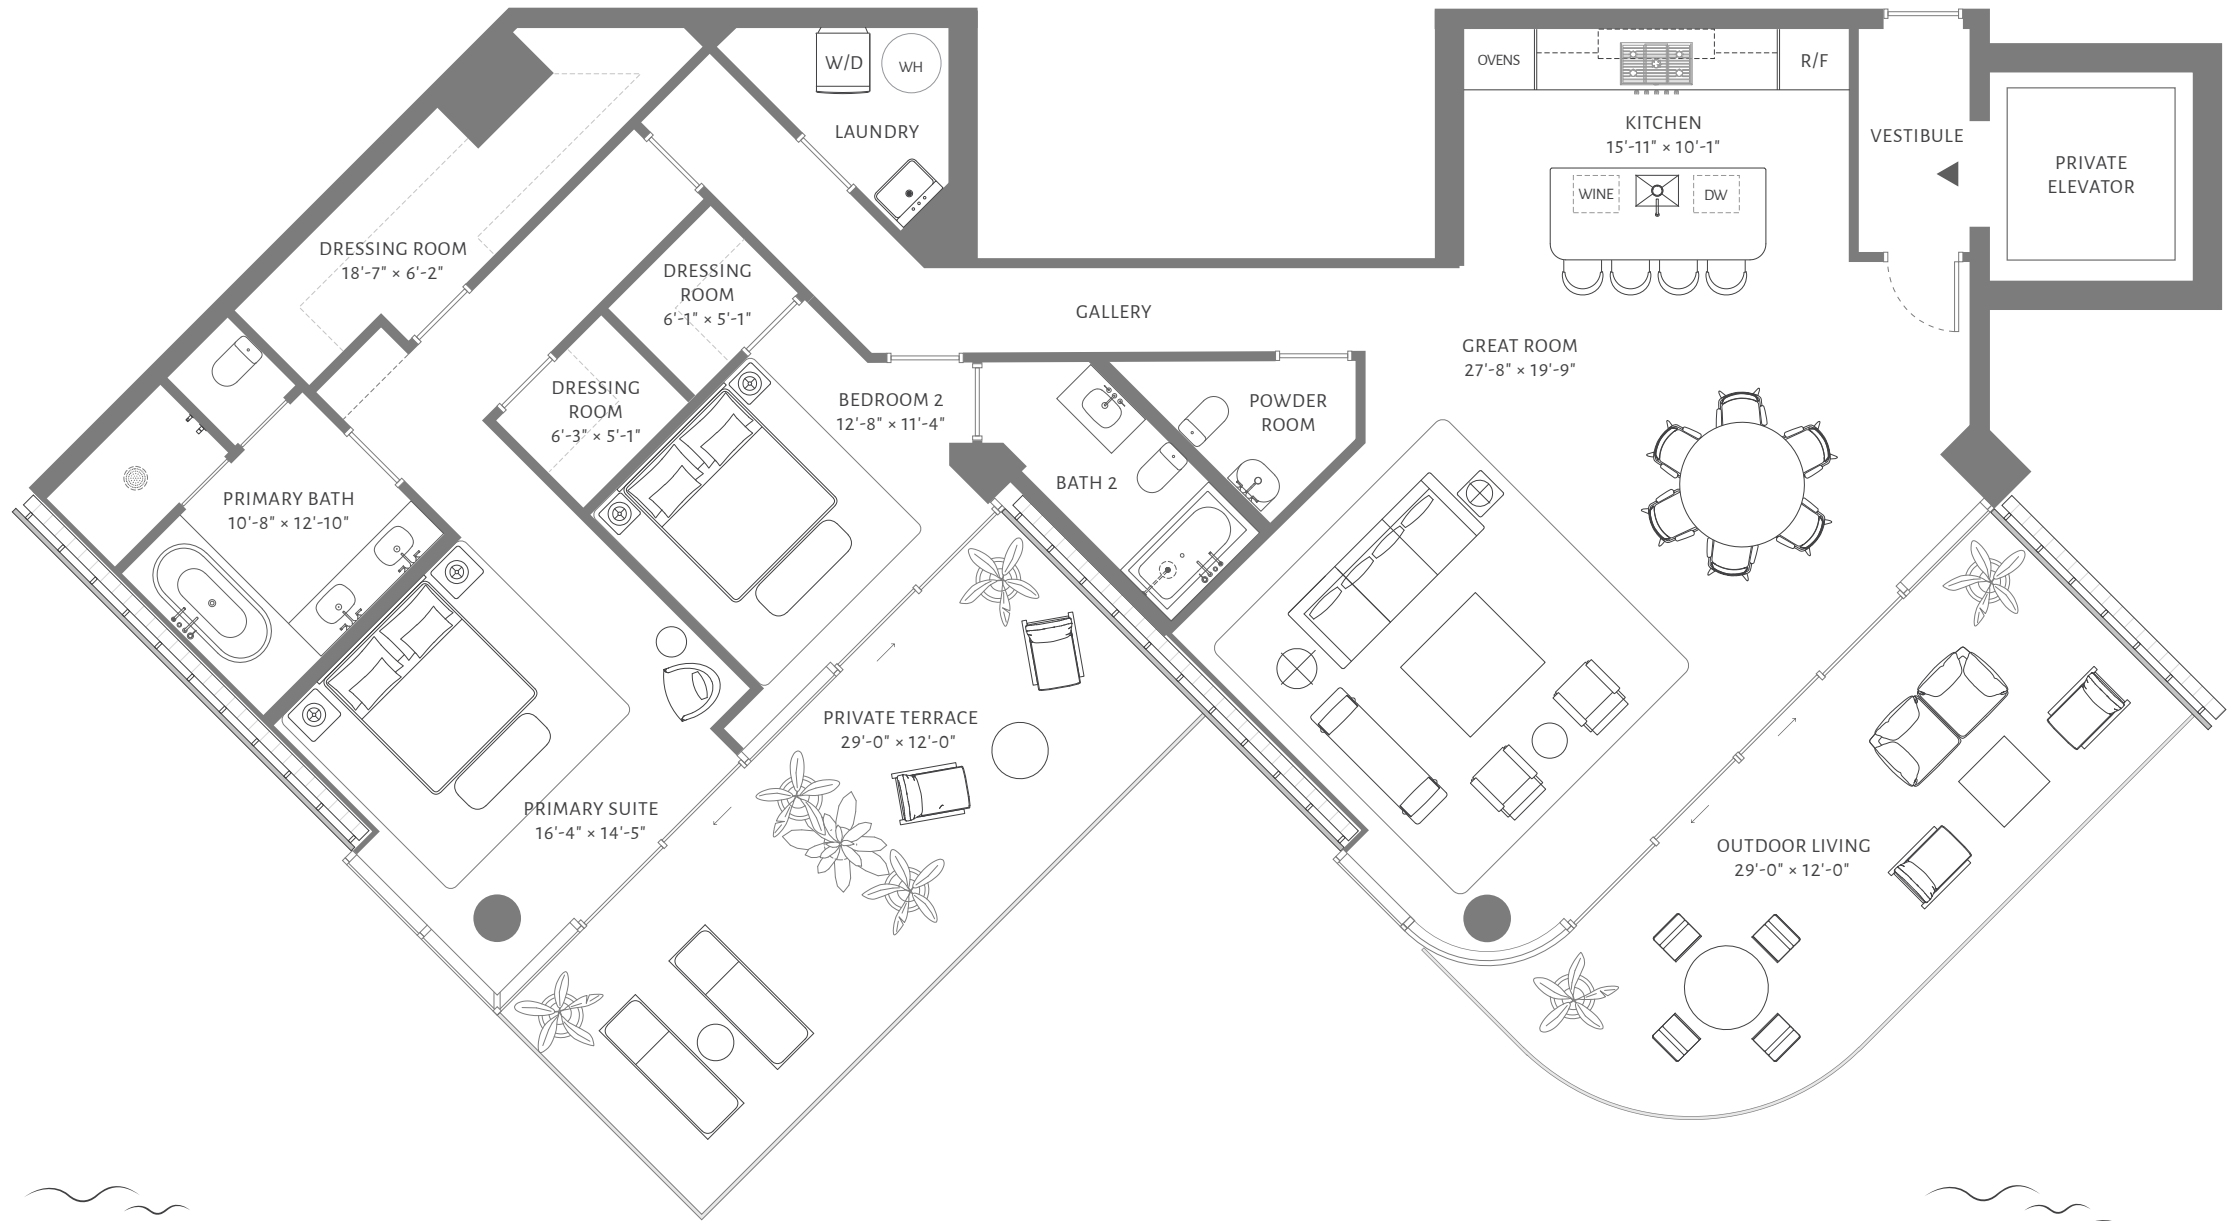 W/D
WH
LAUNDRY
OVENS
R/F
KITCHEN
15'-11" × 10'-1"
VESTIBULE
PRIVATE
ELEVATOR
WINE
DW
DRESSING ROOM
18'-7" × 6'-2"
DRESSING
ROOM
6'-1" × 5'-1"
GALLERY
GREAT ROOM
27'-8" × 19'-9"
DRESSING
ROOM
6'-3" × 5'-1"
BEDROOM 2
12'-8" × 11'-4"
POWDER
ROOM
PRIMARY BATH
10'-8" × 12'-10"
BATH 2
PRIVATE TERRACE
29'-0" × 12'-0"
PRIMARY SUITE
16'-4" × 14'-5"
OUTDOOR LIVING
29'-0" × 12'-0"